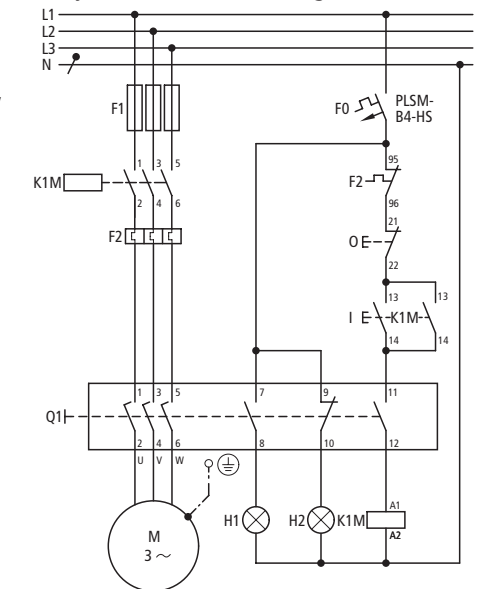 L1
L2
L3
N
F1
F0
PLSM-
B4-HS
1 3 5
K1M
2 4 6
F2
95
F2
96
21
O E
22
13 13
I E K1M
14 14
1 3 5 7 9 11
Q1
2 4 6 8 10 12
U V W
H1 H2 K1M
A1
A2
M
3 ~